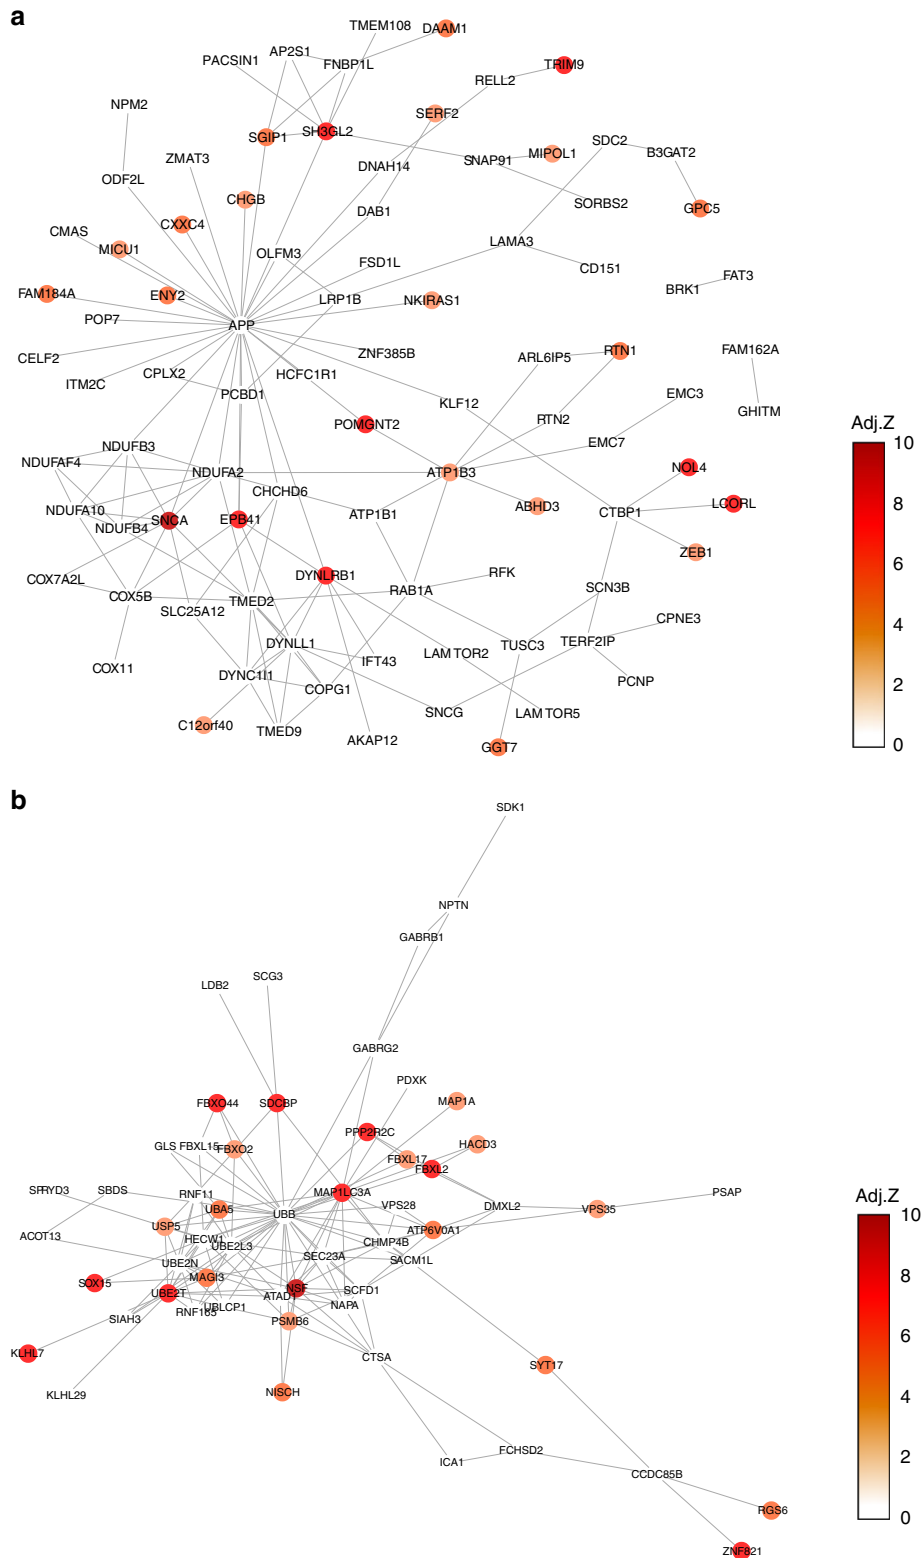 a
TMEM108
DAAM1
AP2S1
PACSIN1
FNBP1L
TRIM9
RELL2
NPM2
SERF2
SGIP1
SH3GL2
SDC2
B3GAT2
ZMAT3
DNAH14
SNAP91
MIPOL1
ODF2L
CHGB
SORBS2
GPC5
DAB1
CXXC4
CMAS
MICU1
OLFM3
LAMA3
FSD1L
CD151
FAT3
BRK1
FAM184A
ENY2
LRP1B
NKIRAS1
POP7
APP
CELF2
ZNF385B
ARL6IP5
RTN1
FAM162A
ITM2C
CPLX2
HCFC1R1
PCBD1
KLF12
EMC3
GHITM
POMGNT2
RTN2
EMC7
NDUFB3
NDUFAF4
NDUFA2
ATP1B3
NOL4
CHCHD6
NDUFA10
NDUFB4
SNCA
EPB41
ATP1B1
ABHD3
CTBP1
LCORL
ZEB1
COX7A2L
DYNLRB1
RFK
COX5B
SLC25A12
TMED2
RAB1A
SCN3B
CPNE3
DYNLL1
TUSC3
TERF2IP
COX11
DYNC1I1
IFT43
LAMTOR2
PCNP
COPG1
C12orf40
TMED9
AKAP12
SNCG
LAMTOR5
GGT7
Adj.Z
10
8
6
4
2
0
b
SDK1
NPTN
GABRB1
SCG3
LDB2
GABRG2
PDXK
FBXO44
SDCBP
MAP1A
PPP2R2C
GLS
FBXL15
FBXO2
HACD3
FBXL17
FBXL2
SPRYD3
SBDS
RNF11
MAP1LC3A
PSAP
UBA5
UBB
VPS28
DMXL2
VPS35
USP5
ATP6V0A1
ACOT13
HECW1
UBE2L3
CHMP4B
SEC23A
SACM1L
UBE2N
SOX15
MAGI3
UBE2T
NSF
ATAD1
SCFD1
NAPA
RNF165
UBLCP1
SIAH3
PSMB6
KLHL7
CTSA
SYT17
KLHL29
NISCH
FCHSD2
ICA1
CCDC85B
RGS6
ZNF821
Adj.Z
10
8
6
4
2
0